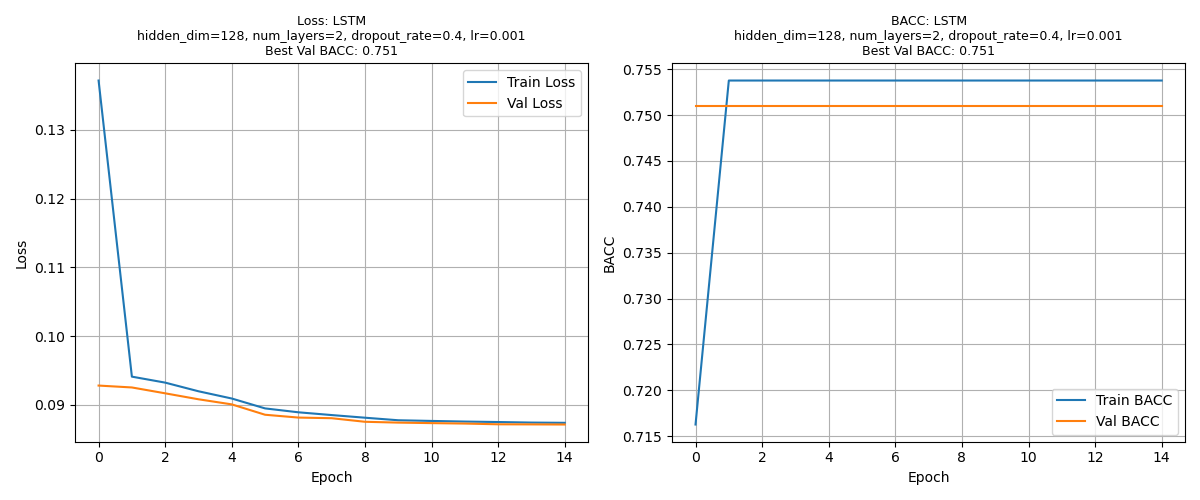 Loss: LSTM
hidden_dim=128, num_layers=2, dropout_rate=0.4, lr=0.001
Best Val BACC: 0.751
Train Loss
Val Loss
0.13
0.12
0.11
0.10
0.09
Loss
0 2 4 6 8 10 12 14
Epoch
BACC: LSTM
hidden_dim=128, num_layers=2, dropout_rate=0.4, lr=0.001
Best Val BACC: 0.751
0.755
0.750
0.745
0.740
0.735
0.730
0.725
0.720
0.715
BACC
Train BACC
Val BACC
0 2 4 6 8 10 12 14
Epoch